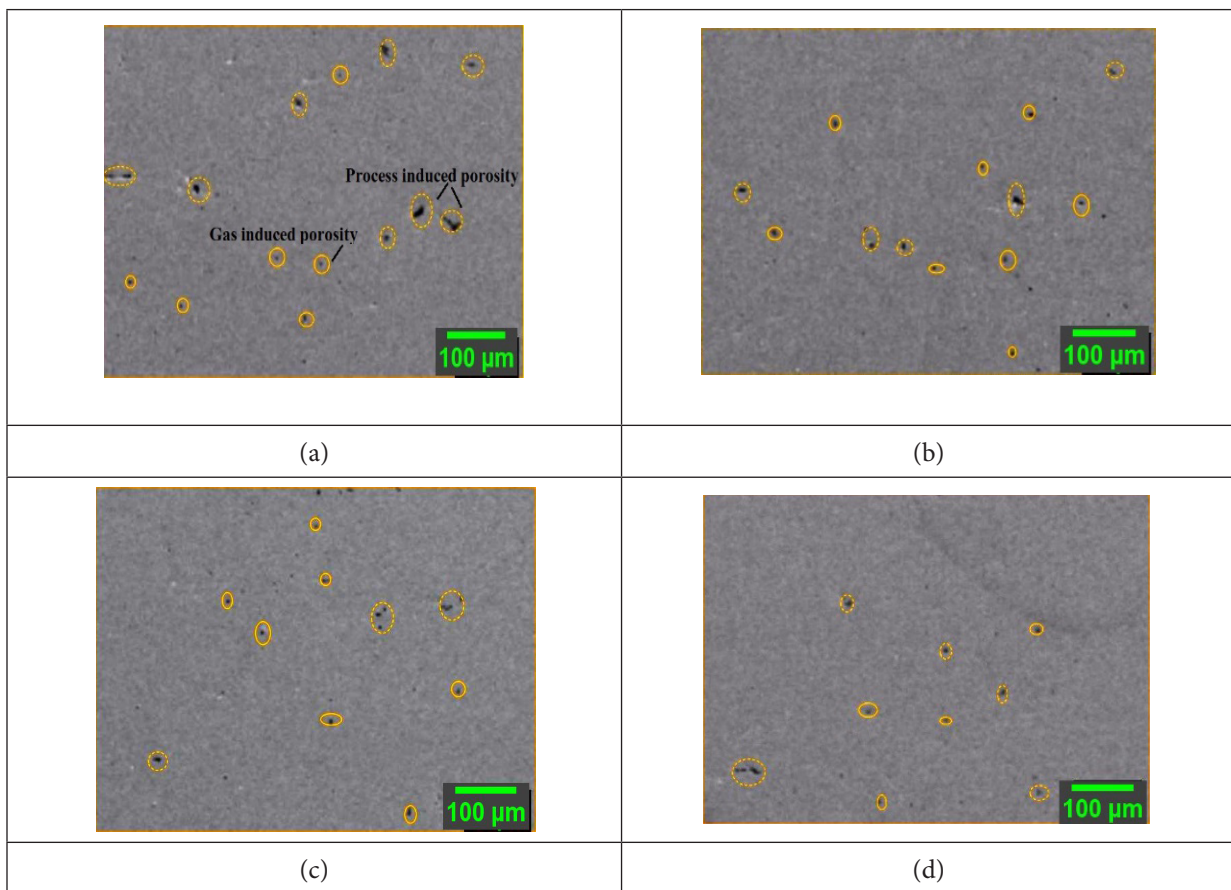 Process induced porosity
Gas induced porosity
100 µm
100 µm
(a)
(b)
100 µm
100 µm
(c)
(d)